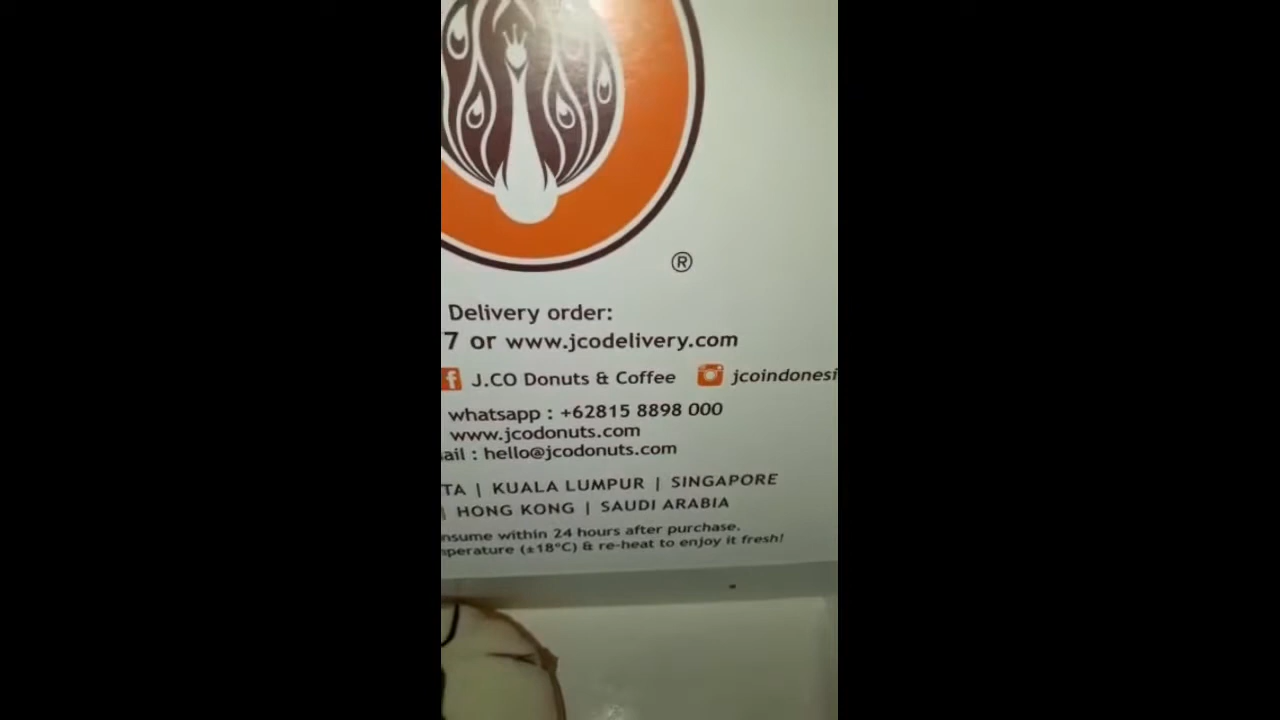 ®
Delivery order:
7 or www.jcodelivery.com
f J.CO Donuts & Coffee jcoindonesi
whatsapp : +62815 8898 000
www.jcodonuts.com
ail : hello@jcodonuts.com
TA | KUALA LUMPUR | SINGAPORE
| HONG KONG | SAUDI ARABIA
nsume within 24 hours after purchase.
perature (±18°C) & re-heat to enjoy it fresh!